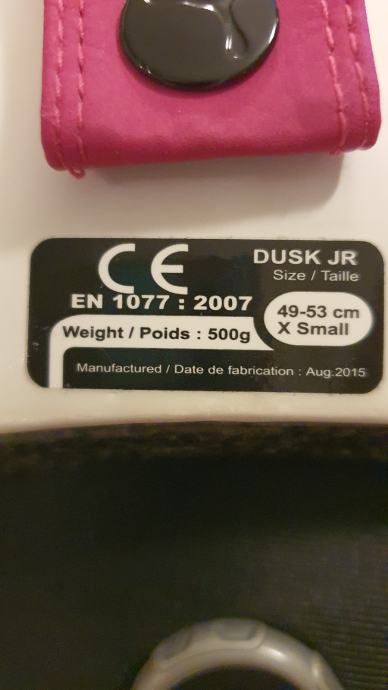 CE
DUSK JR
Size / Taille
EN 1077 : 2007
49-53 cm
X Small
Weight / Poids : 500g
Manufactured / Date de fabrication : Aug.2015